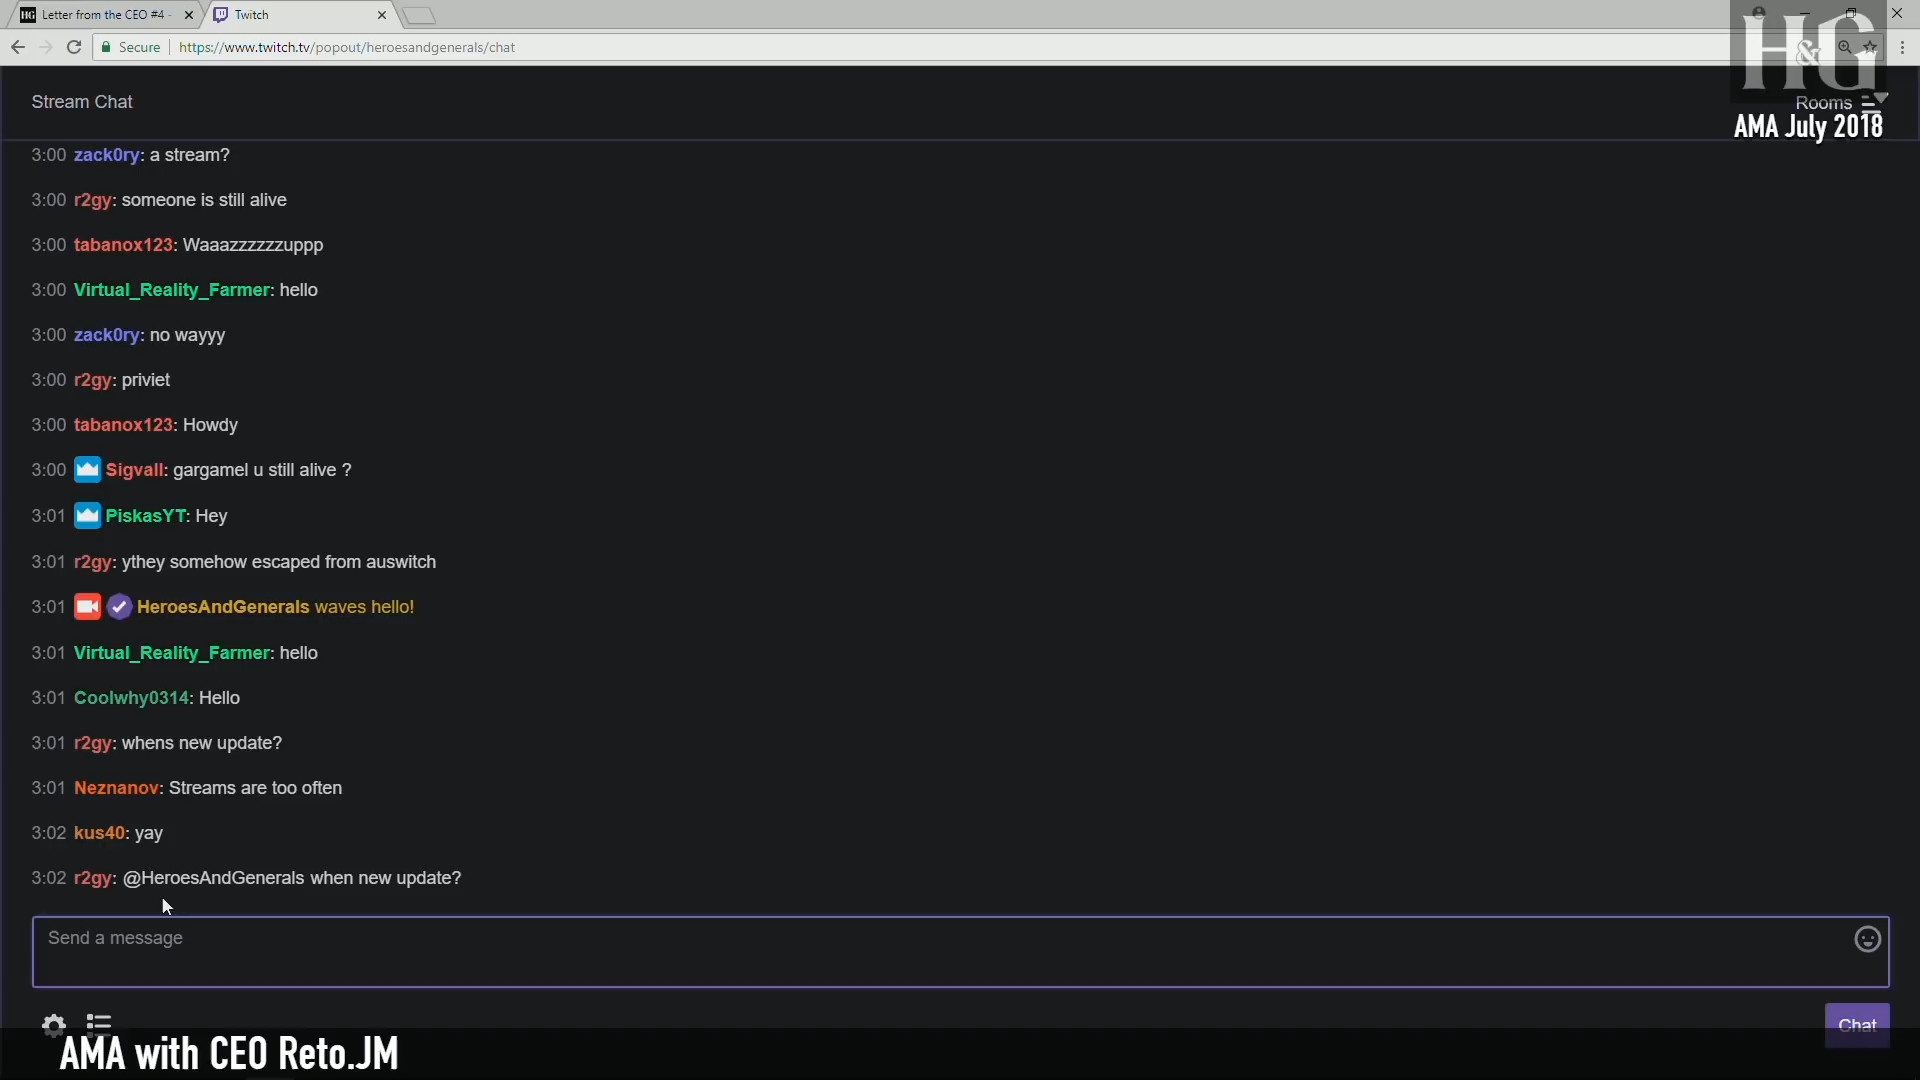 HG Letter from the CEO #4 -
Twitch
Secure https://www.twitch.tv/popout/heroesandgenerals/chat
H&G
Stream Chat
Rooms
AMA July 2018
3:00 zack0ry: a stream?
3:00 r2gy: someone is still alive
3:00 tabanox123: Waaazzzzzzuppp
3:00 Virtual_Reality_Farmer: hello
3:00 zack0ry: no wayyy
3:00 r2gy: priviet
3:00 tabanox123: Howdy
3:00 Sigvall: gargamel u still alive ?
3:01 PiskasYT: Hey
3:01 r2gy: ythey somehow escaped from auswitch
3:01 HeroesAndGenerals waves hello!
3:01 Virtual_Reality_Farmer: hello
3:01 Coolwhy0314: Hello
3:01 r2gy: whens new update?
3:01 Neznanov: Streams are too often
3:02 kus40: yay
3:02 r2gy: @HeroesAndGenerals when new update?
Send a message
Chat
AMA with CEO Reto.JM